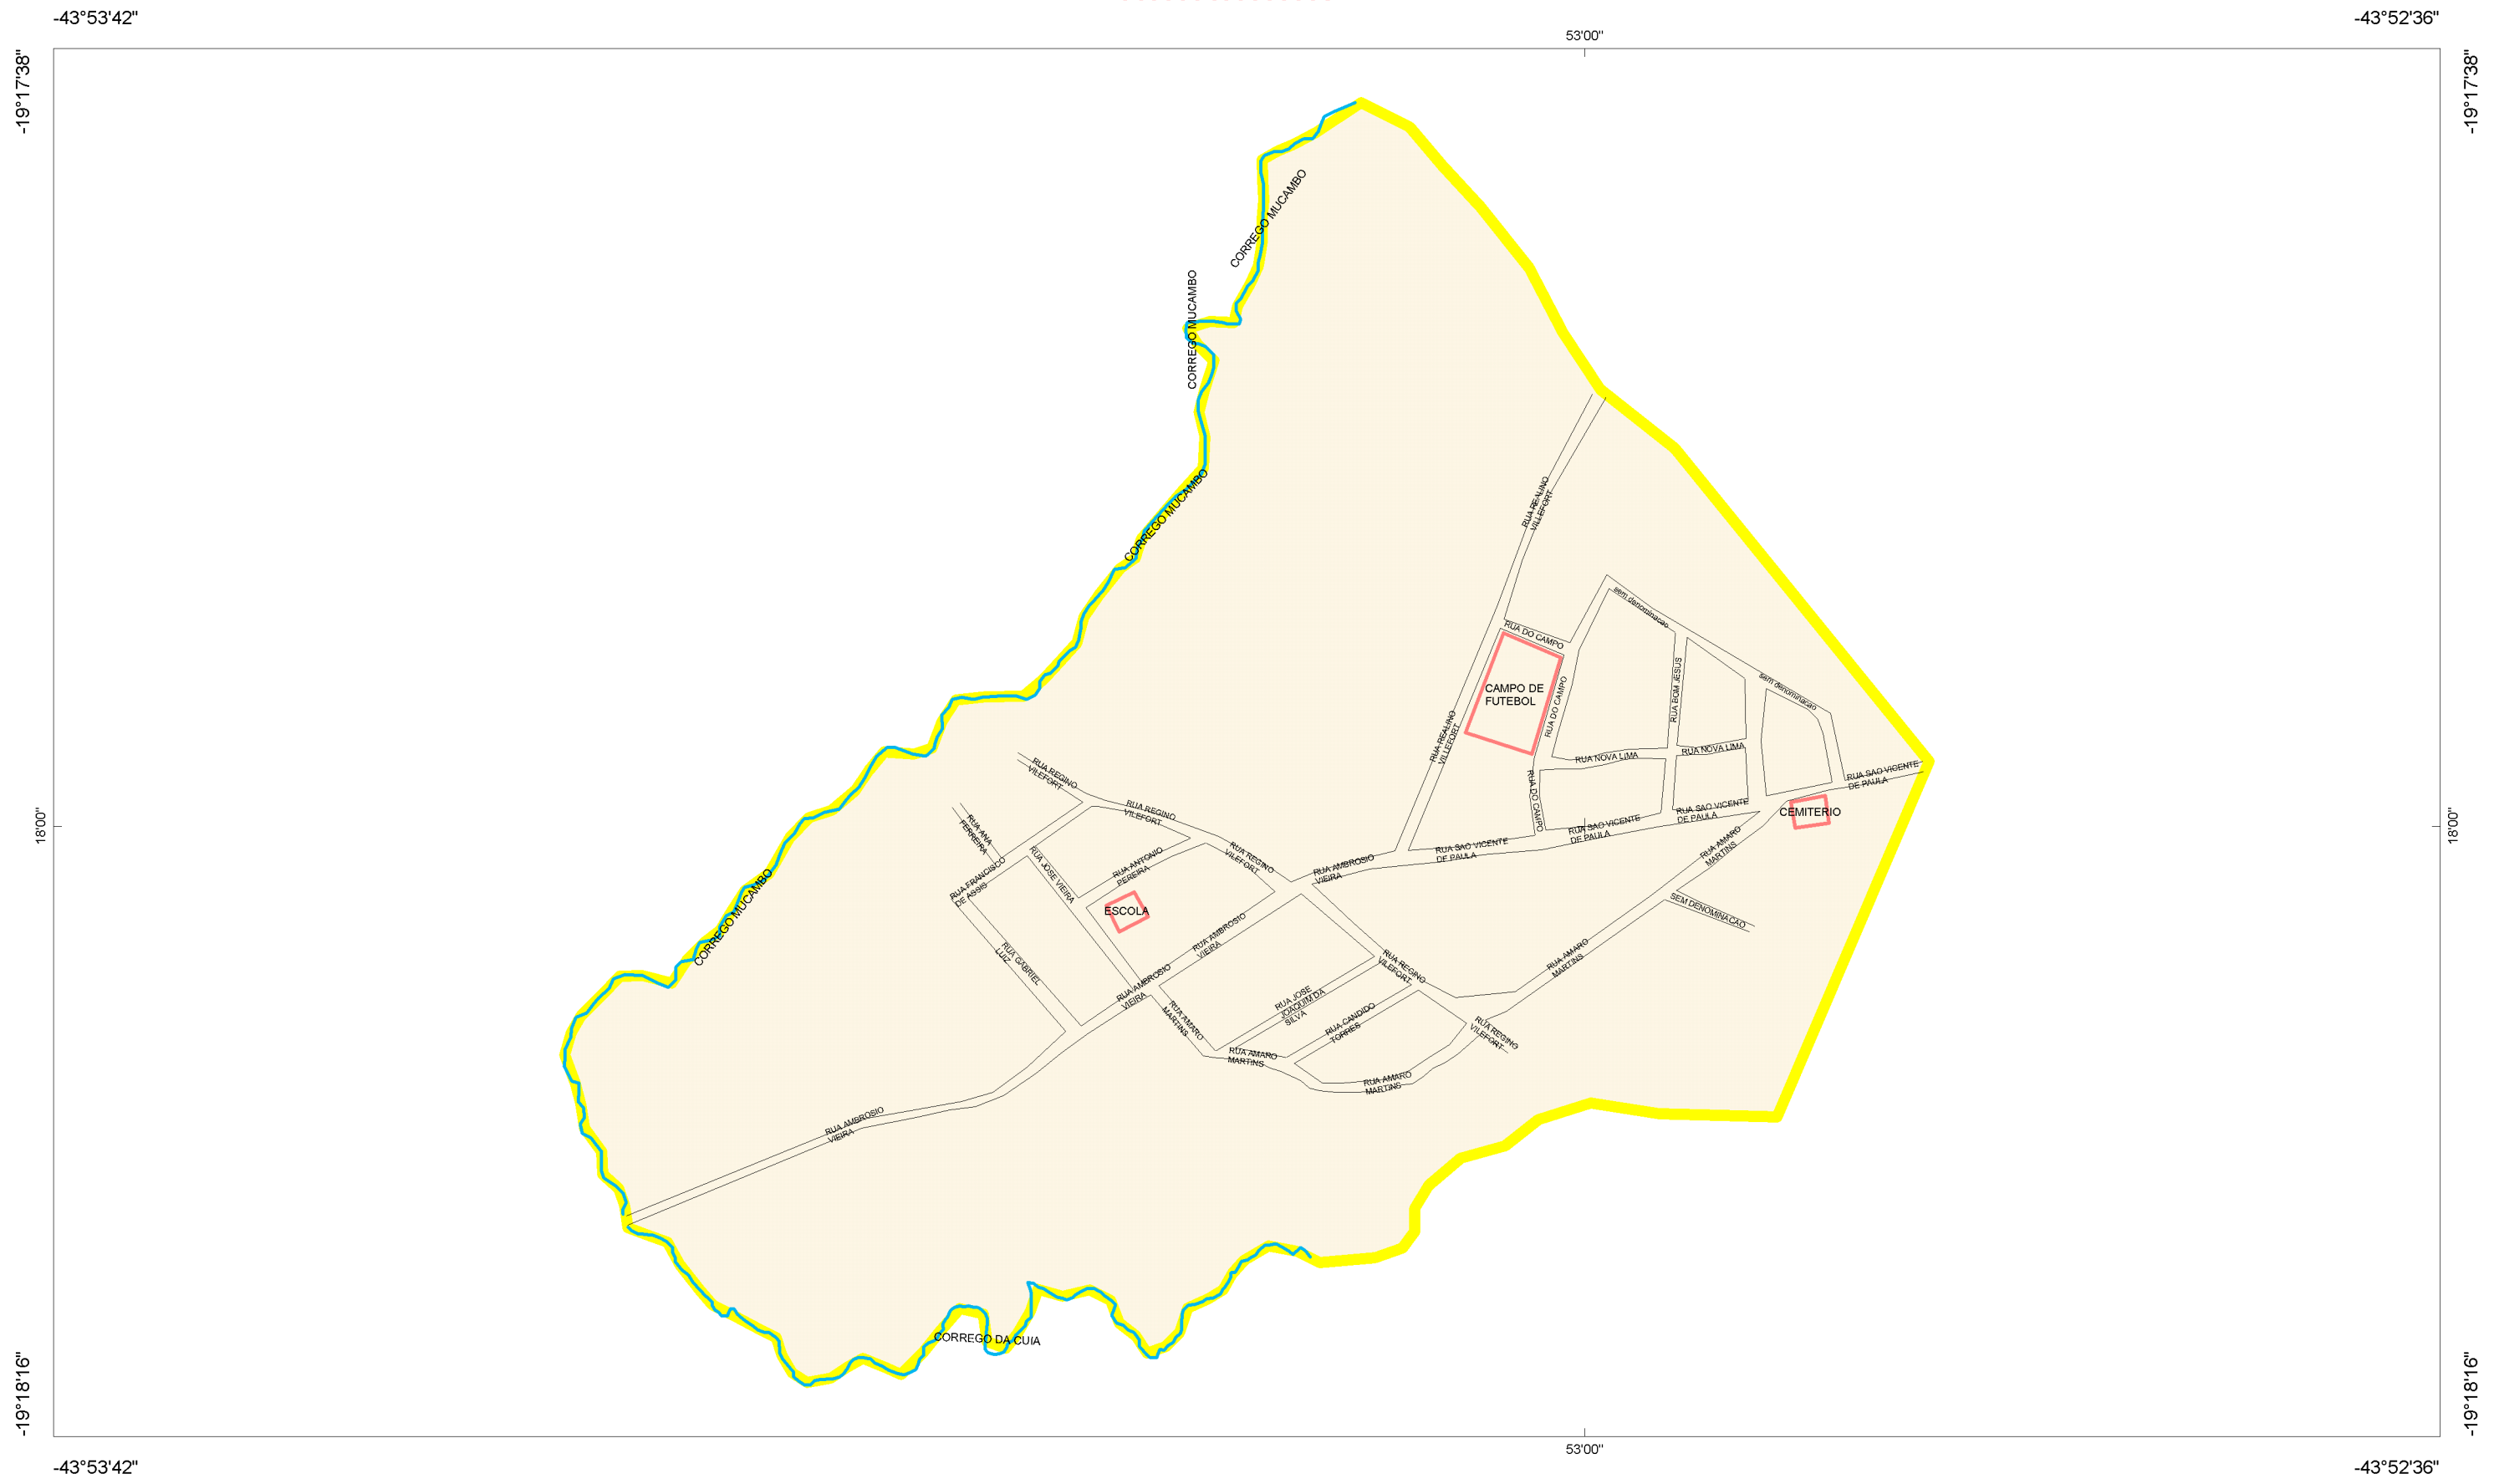 -43°53'42"
-43°52'36"
53'00"
-19°17'38"
-19°17'38"
CORREGO MUCAMBO
CORREGO MUCAMBO
CORREGO MUCAMBO
RUA REALINO
VILLEFORT
sem denominacao
RUA DO CAMPO
CAMPO DE
FUTEBOL
RUA DO CAMPO
RUA BOM JESUS
sem denominacao
RUA REALINO
VILLEFORT
RUA NOVA LIMA
RUA NOVA LIMA
RUA REGINO
VILEFORT
RUA SAO VICENTE
DE PAULA
RUA DO CAMPO
RUA REGINO
VILEFORT
RUA SAO VICENTE
DE PAULA
CEMITERIO
18'00"
18'00"
RUA ANA
FERREIRA
RUA SAO VICENTE
DE PAULA
RUA SAO VICENTE
DE PAULA
RUA AMARO
MARTINS
RUA REGINO
VILEFORT
RUA ANTONIO
PEREIRA
RUA AMBROSIO
VIEIRA
RUA JOSE VIEIRA
RUA FRANCISCO
DE ASSIS
ESCOLA
SEM DENOMINACAO
CORREGO MUCAMBO
RUA AMBROSIO
VIEIRA
RUA GABRIEL
LUIZ
RUA AMARO
MARTINS
RUA REGINO
VILEFORT
RUA AMBROSIO
VIEIRA
RUA JOSE
JOAQUIM DA
SILVA
RUA AMARO
MARTINS
RUA CANDIDO
TORRES
RUA REGINO
VILEFORT
RUA AMARO
MARTINS
RUA AMARO
MARTINS
RUA AMBROSIO
VIEIRA
CORREGO DA CUIA
-19°18'16"
-19°18'16"
53'00"
-43°53'42"
-43°52'36"